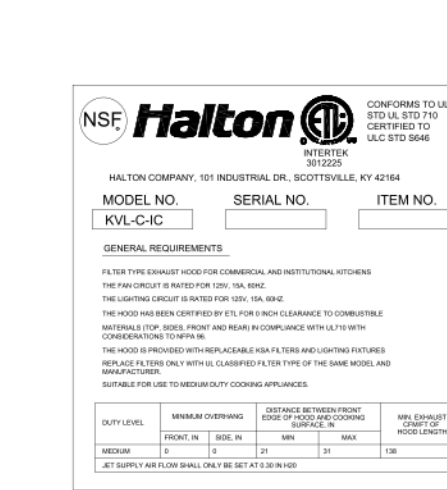 NSF Halton ETL CONFORMS TO UL
STD UL STD 710
CERTIFIED TO
ULC STD S646
INTERTEK
3012225
HALTON COMPANY, 101 INDUSTRIAL DR., SCOTTSVILLE, KY 42164
MODEL NO. SERIAL NO. ITEM NO.
KVL-C-IC
GENERAL REQUIREMENTS
FILTER TYPE EXHAUST HOOD FOR COMMERCIAL AND INSTITUTIONAL KITCHENS
THE FAN CIRCUIT IS RATED FOR 125V, 15A, 60HZ.
THE LIGHTING CIRCUIT IS RATED FOR 125V, 15A, 60HZ.
THE HOOD HAS BEEN CERTIFIED BY ETL FOR 0 INCH CLEARANCE TO COMBUSTIBLE
MATERIALS (TOP, SIDES, FRONT AND REAR) IN COMPLIANCE WITH UL710 WITH
CONSIDERATIONS TO NFPA 96.
THE HOOD IS PROVIDED WITH REPLACEABLE KSA FILTERS AND LIGHTING FIXTURES
REPLACE FILTERS ONLY WITH UL CLASSIFIED FILTER TYPE OF THE SAME MODEL AND
MANUFACTURER.
SUITABLE FOR USE TO MEDIUM DUTY COOKING APPLIANCES.
DUTY LEVEL
MINIMUM OVERHANG
FRONT, IN SIDE, IN
DISTANCE BETWEEN FRONT
EDGE OF HOOD AND COOKING
SURFACE, IN
MIN MAX
MIN. EXHAUST
CFM/FT OF
HOOD LENGTH
MEDIUM 0 0 21 31 138
JET SUPPLY AIR FLOW SHALL ONLY BE SET AT 0.30 IN H20